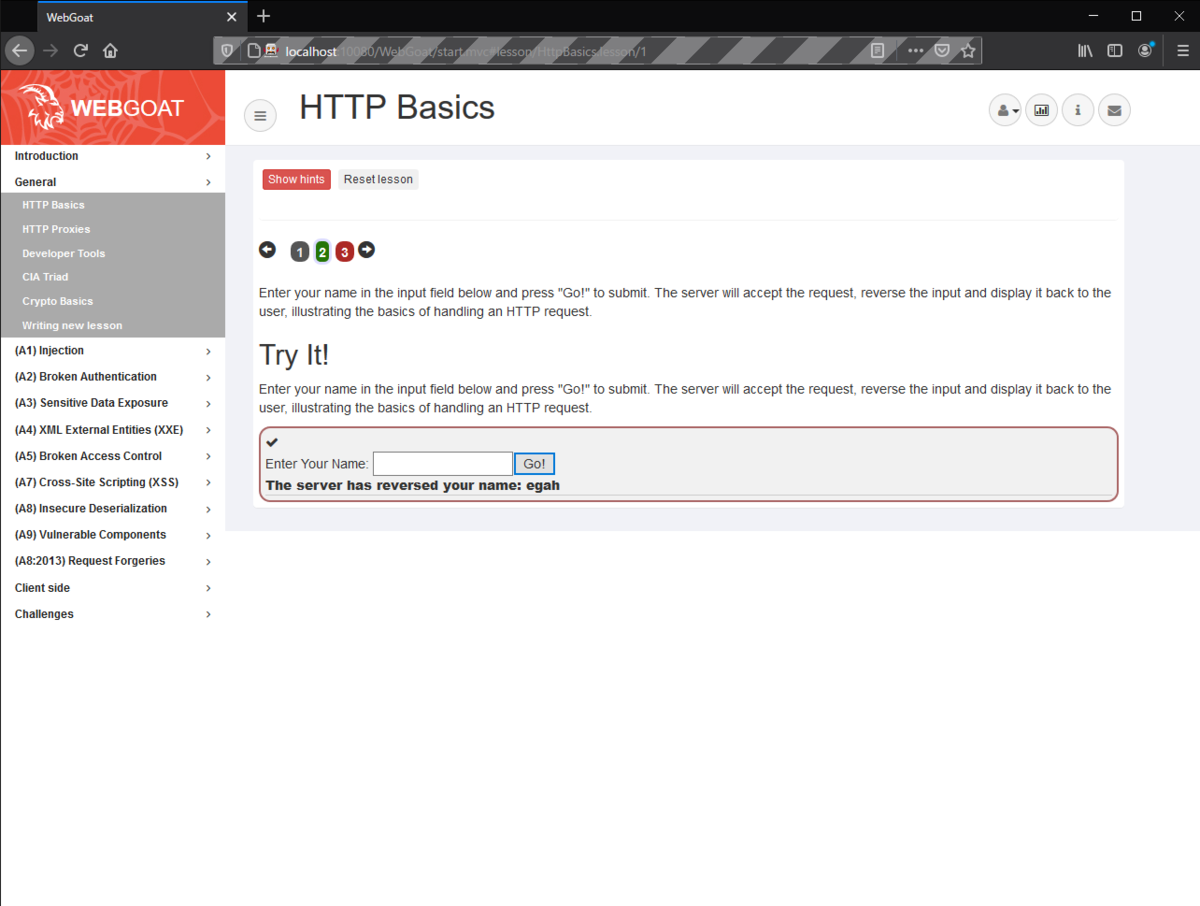 WebGoat
localhost:10080/WebGoat/start.mvc#lesson/HttpBasics.lesson/1
WEBGOAT
HTTP Basics
Introduction
General
HTTP Basics
HTTP Proxies
Developer Tools
CIA Triad
Crypto Basics
Writing new lesson
(A1) Injection
(A2) Broken Authentication
(A3) Sensitive Data Exposure
(A4) XML External Entities (XXE)
(A5) Broken Access Control
(A7) Cross-Site Scripting (XSS)
(A8) Insecure Deserialization
(A9) Vulnerable Components
(A8:2013) Request Forgeries
Client side
Challenges
Show hints Reset lesson
1 2 3
Enter your name in the input field below and press "Go!" to submit. The server will accept the request, reverse the input and display it back to the
user, illustrating the basics of handling an HTTP request.
Try It!
Enter your name in the input field below and press "Go!" to submit. The server will accept the request, reverse the input and display it back to the
user, illustrating the basics of handling an HTTP request.
Enter Your Name: Go!
The server has reversed your name: egah